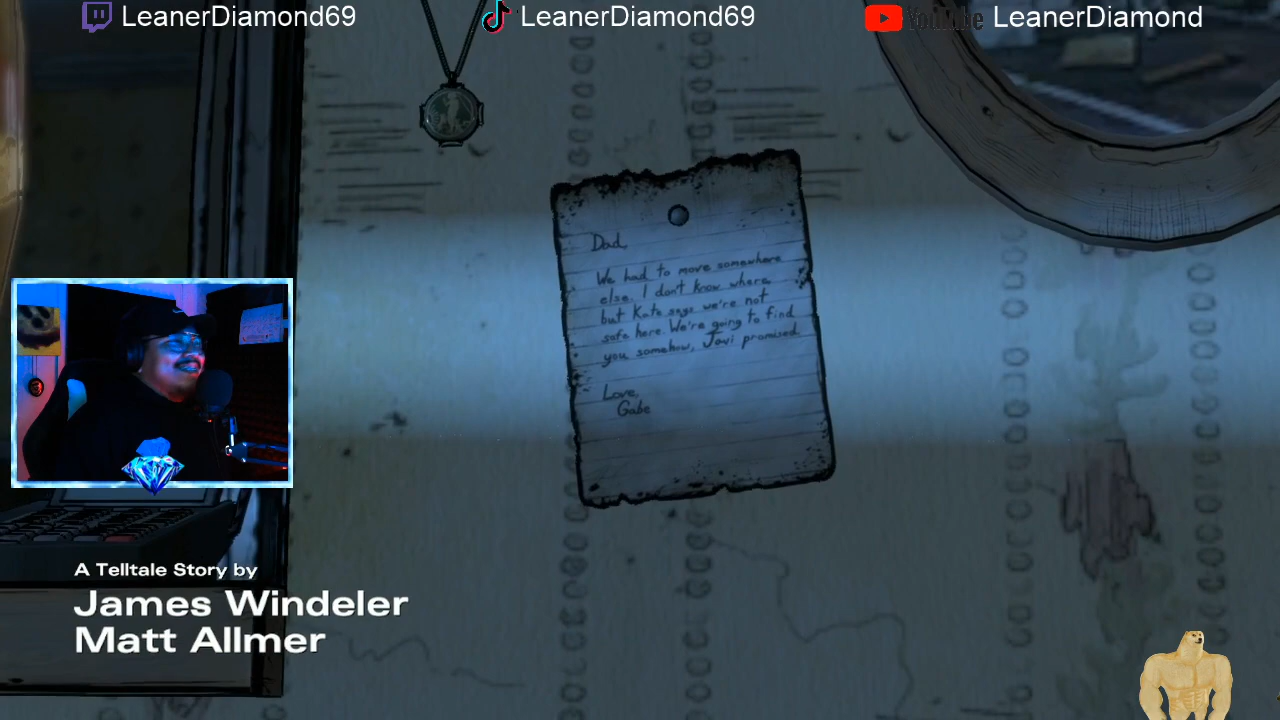 LeanerDiamond69
LeanerDiamond69
YouTube LeanerDiamond
Dad,
We had to move somewhere
else. I don't know where
but Kate says we're not
safe here We're going to find
you somehow, Javi promised
Love,
Gabe
A Telltale Story by
James Windeler
Matt Allmer